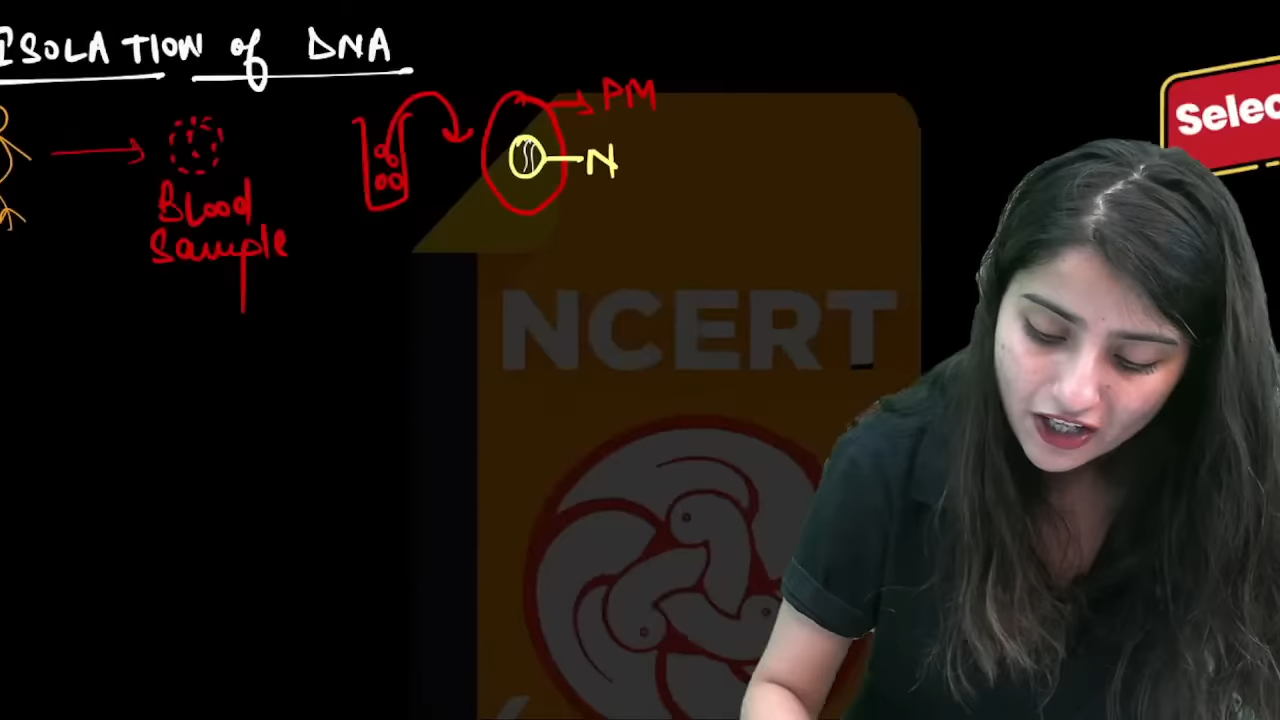 ISOLATION of DNA
PM
N
Blood
Sample
NCERT
Selec